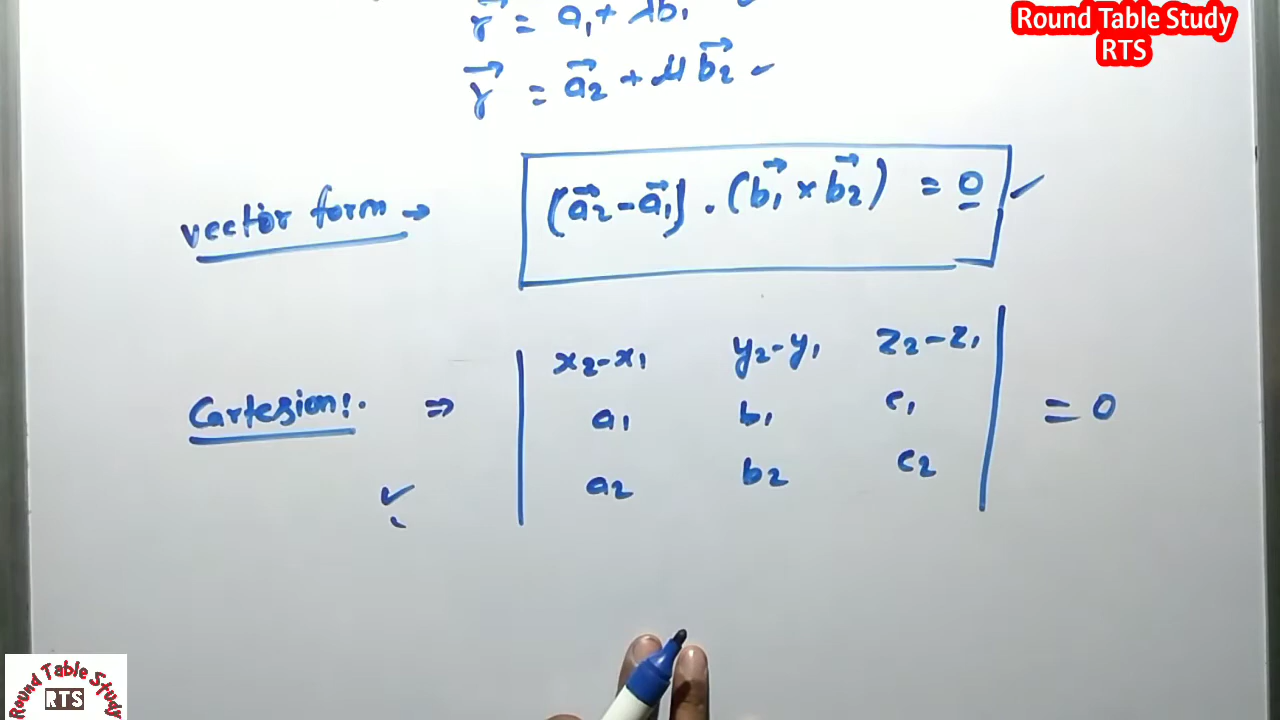 r⃗ = a₁ + λb₁
Round Table Study
RTS
r⃗ = a⃗₂ + μ b⃗₂ ✓
vector form → (a⃗₂ - a⃗₁) . (b⃗₁ × b⃗₂) = 0 ✓
x₂-x₁ y₂-y₁ z₂-z₁
Cartesion:. ⇒ a₁ b₁ c₁ = 0
a₂ b₂ c₂
Round Table Study
RTS